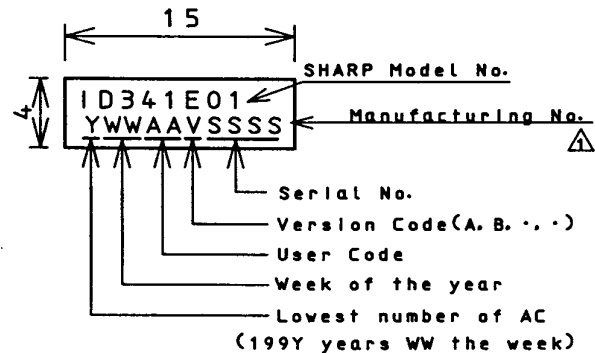 15
4
SHARP Model No.
ID341E01
YWWAAVSSSS
Manufacturing No.
1
Serial No.
Version Code(A. B. ·, ·)
User Code
Week of the year
Lowest number of AC
(199Y years WW the week)